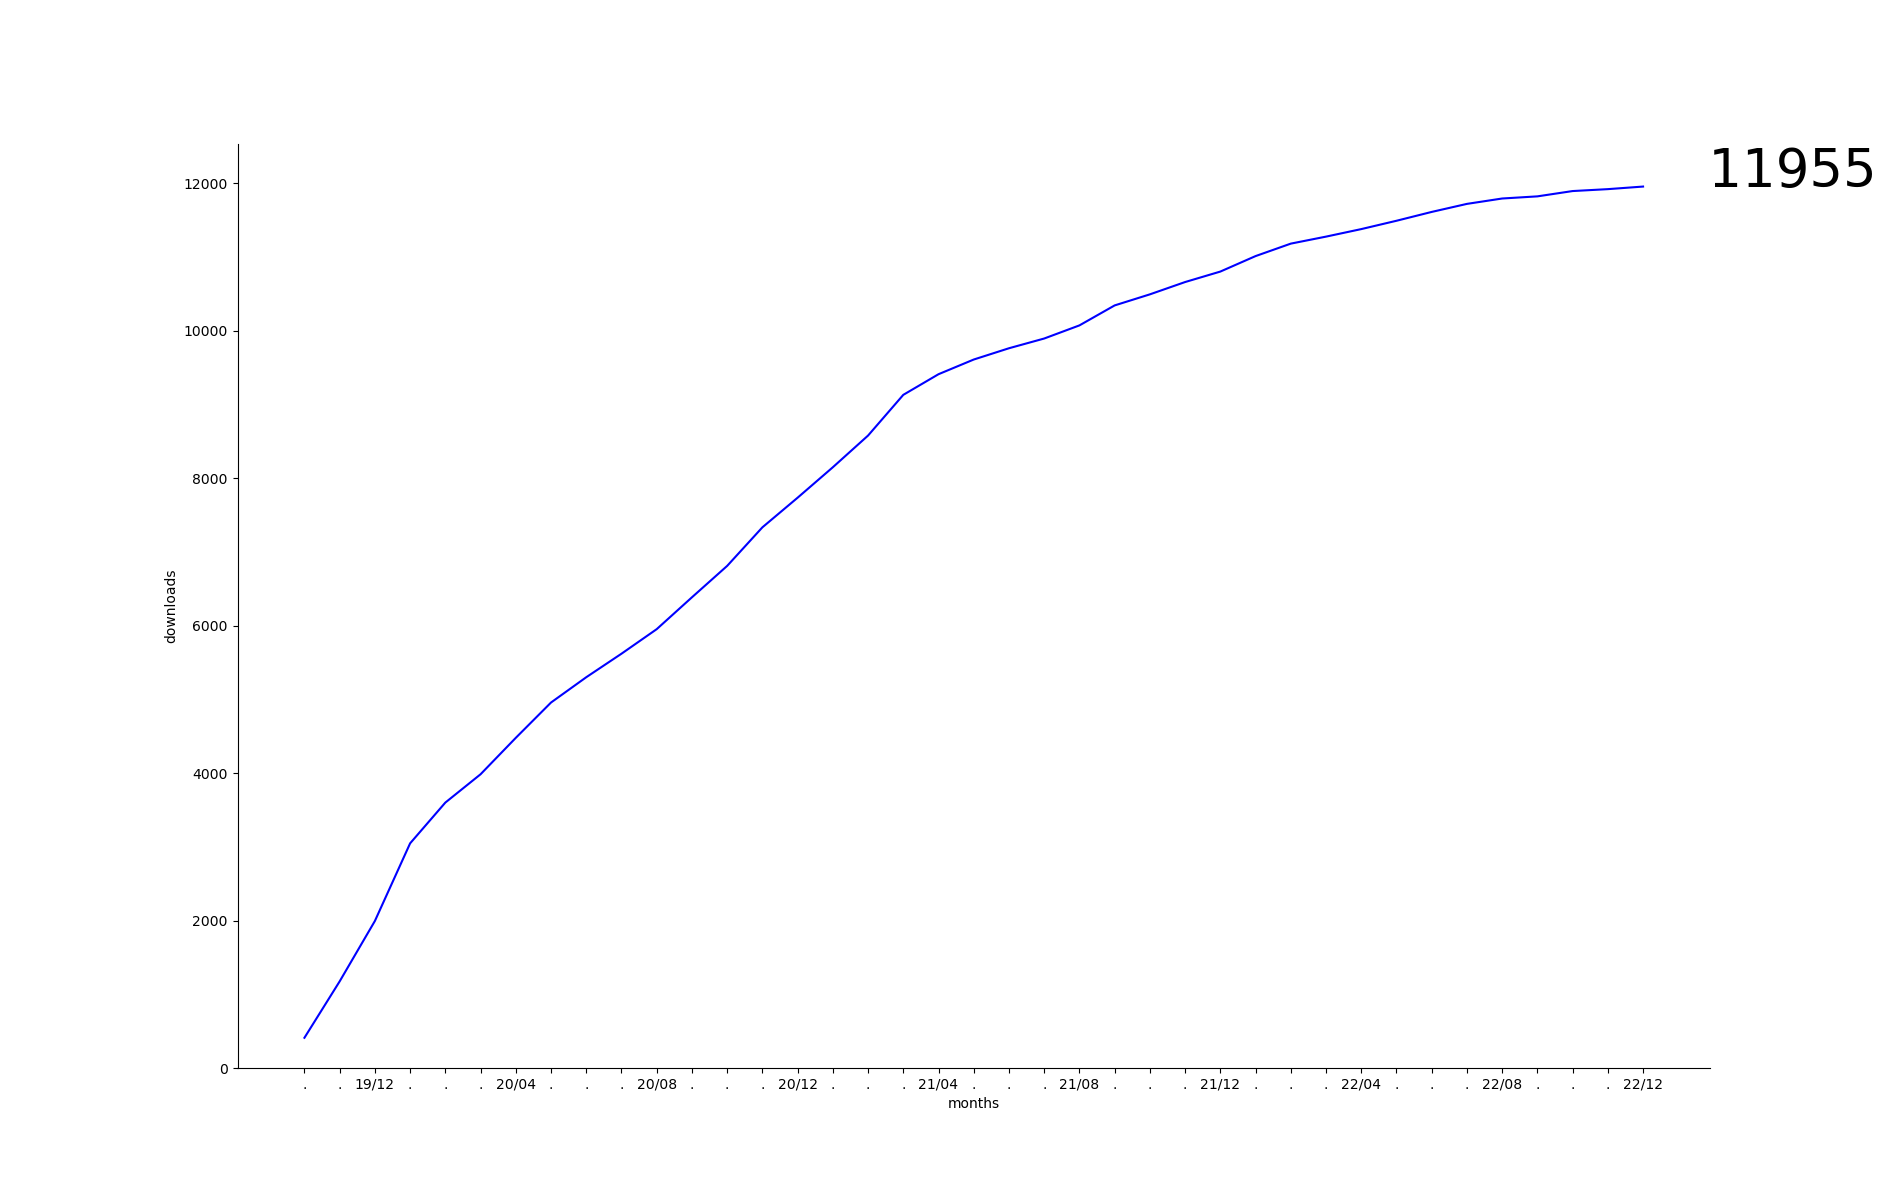 11955
12000
10000
8000
6000
4000
2000
0
downloads
. . 19/12 . . . 20/04 . . . 20/08 . . . 20/12 . . . 21/04 . . . 21/08 . . . 21/12 . . . 22/04 . . . 22/08 . . . 22/12
months